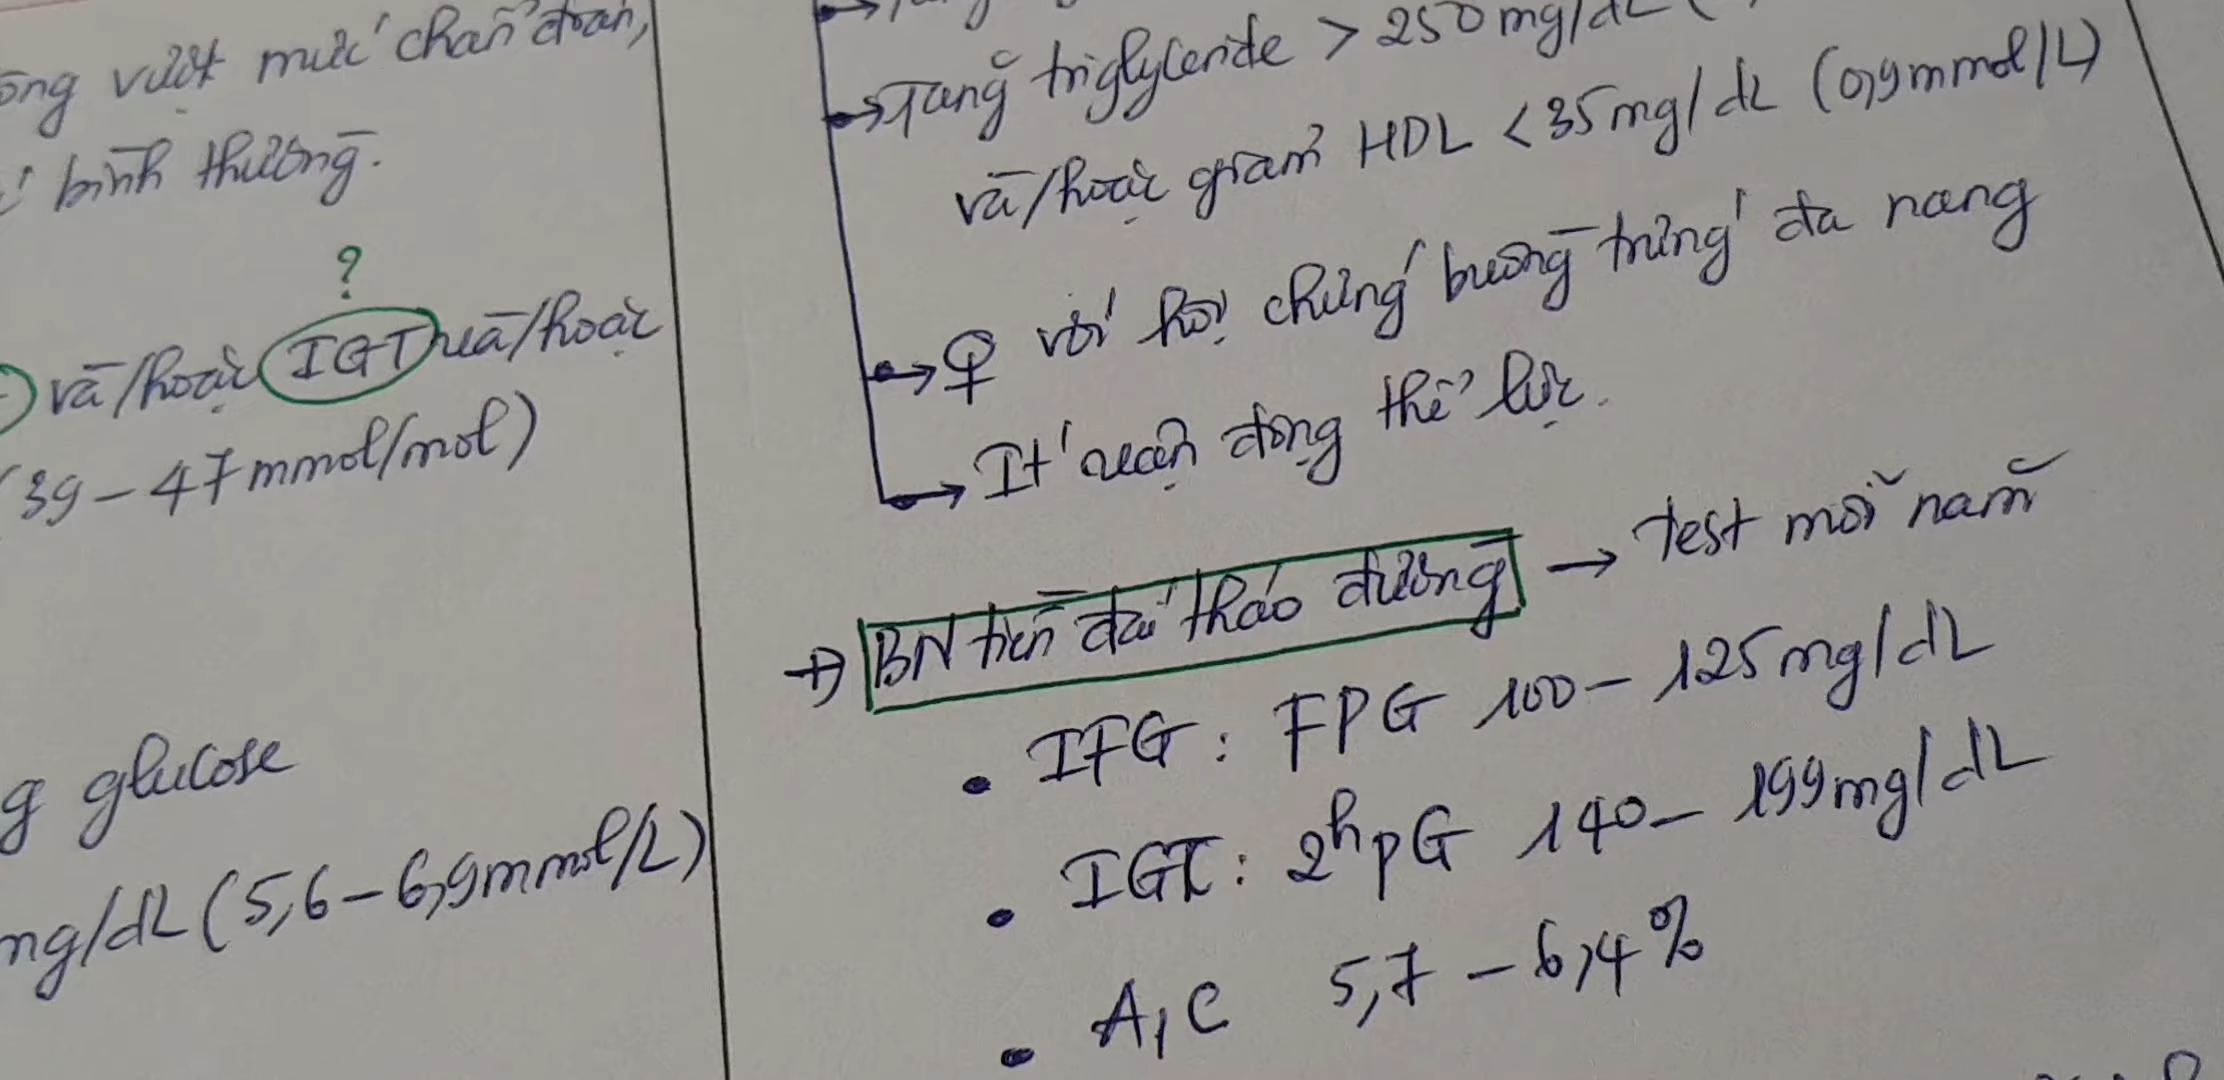 vượt mức chẩn đoán,
bình thường.
?
và/hoặc IGT và/hoặc
(39 – 47 mmol/mol)
glucose
mg/dL (5,6 – 6,9 mmol/L)
→ Tăng triglyceride > 250 mg/dL (
và/hoặc giảm HDL < 35 mg/dL (0,9 mmol/L)
→ ♀ với hội chứng buồng trứng đa nang
→ Ít vận động thể lực.
→ BN tiền đái tháo đường → test mỗi năm
• IFG : FPG 100 – 125 mg/dL
• IGT : 2h PG 140 – 199 mg/dL
• A1C 5,7 – 6,4 %